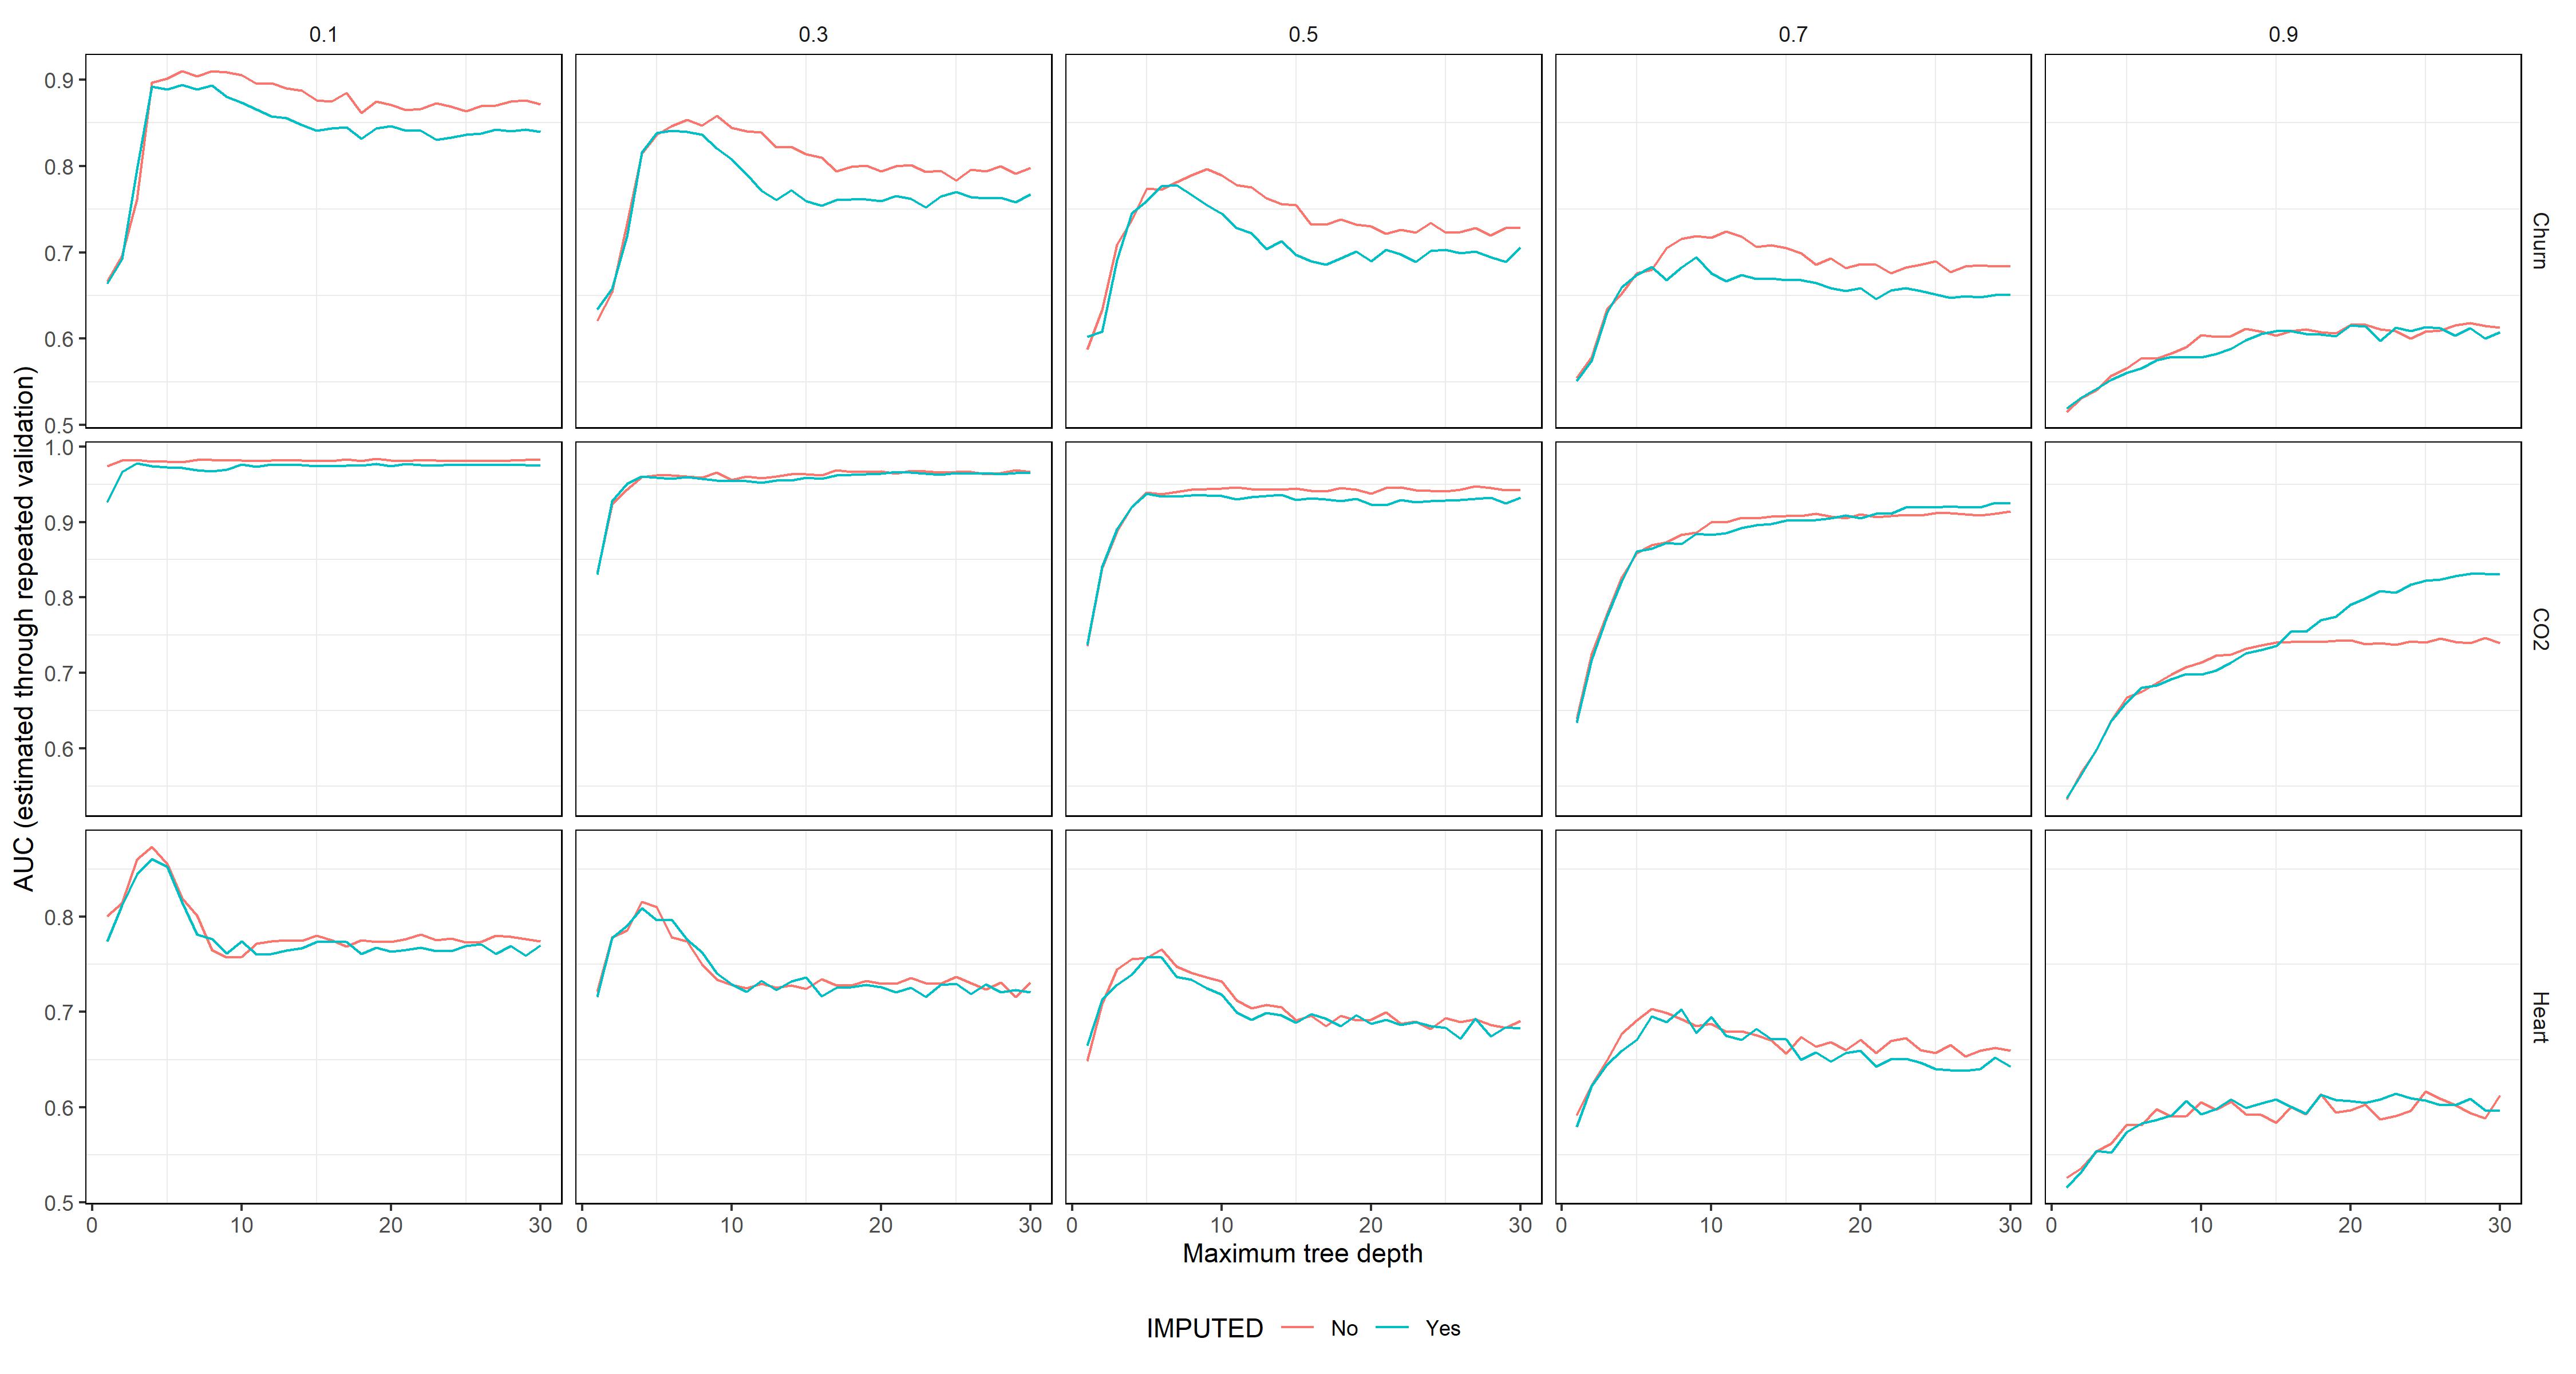 0.1 0.3 0.5 0.7 0.9
0.9
0.8
0.7
0.6
0.5
Churn
1.0
0.9
0.8
0.7
0.6
CO2
0.8
0.7
0.6
0.5
Heart
AUC (estimated through repeated validation)
0 10 20 30 0 10 20 30 0 10 20 30 0 10 20 30 0 10 20 30
Maximum tree depth
IMPUTED No Yes